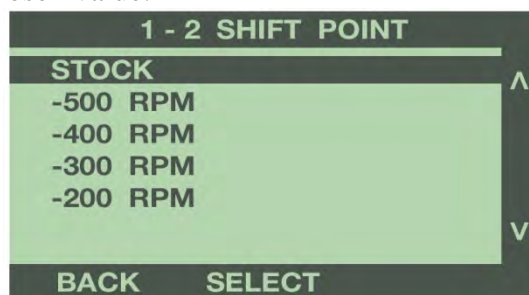 1 - 2 SHIFT POINT
STOCK
-500 RPM
-400 RPM
-300 RPM
-200 RPM
BACK SELECT